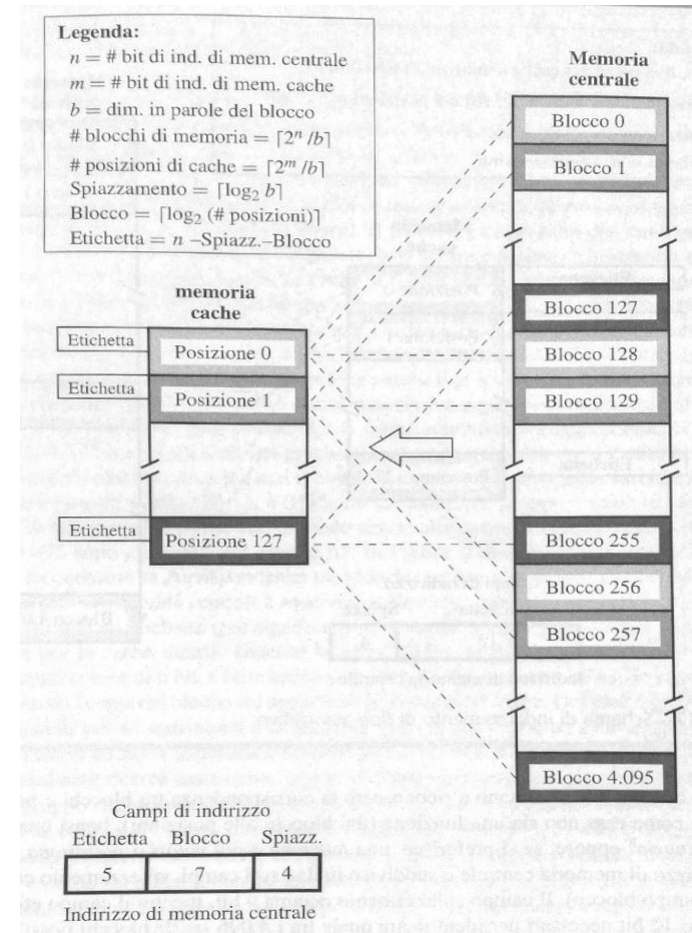 Legenda:
n = # bit di ind. di mem. centrale
m = # bit di ind. di mem. cache
b = dim. in parole del blocco
# blocchi di memoria = ⌈2ⁿ/b⌉
# posizioni di cache = ⌈2ᵐ/b⌉
Spiazzamento = ⌈log₂ b⌉
Blocco = ⌈log₂ (# posizioni)⌉
Etichetta = n –Spiazz.–Blocco
Memoria
centrale
Blocco 0
Blocco 1
Blocco 127
Blocco 128
Blocco 129
Blocco 255
Blocco 256
Blocco 257
Blocco 4.095
memoria
cache
Etichetta
Posizione 0
Etichetta
Posizione 1
Etichetta
Posizione 127
Campi di indirizzo
Etichetta Blocco Spiazz.
5 7 4
Indirizzo di memoria centrale